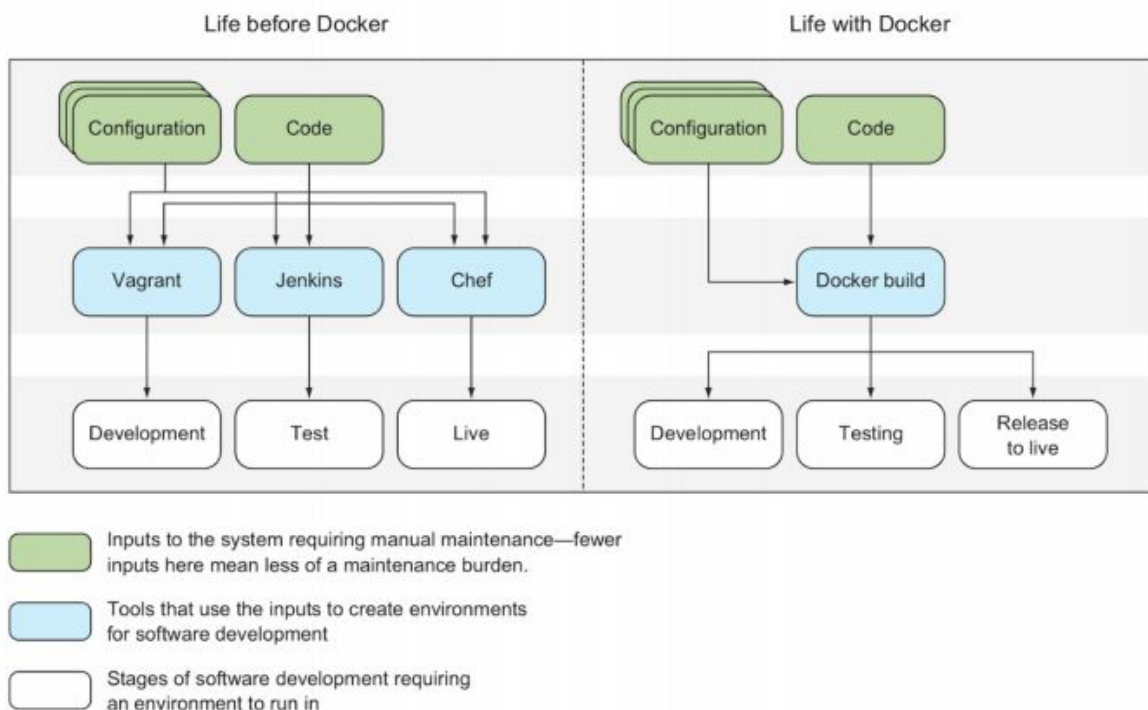 Life before Docker
Life with Docker
Configuration
Code
Configuration
Code
Vagrant
Jenkins
Chef
Docker build
Development
Test
Live
Development
Testing
Release
to live
Inputs to the system requiring manual maintenance—fewer
inputs here mean less of a maintenance burden.
Tools that use the inputs to create environments
for software development
Stages of software development requiring
an environment to run in